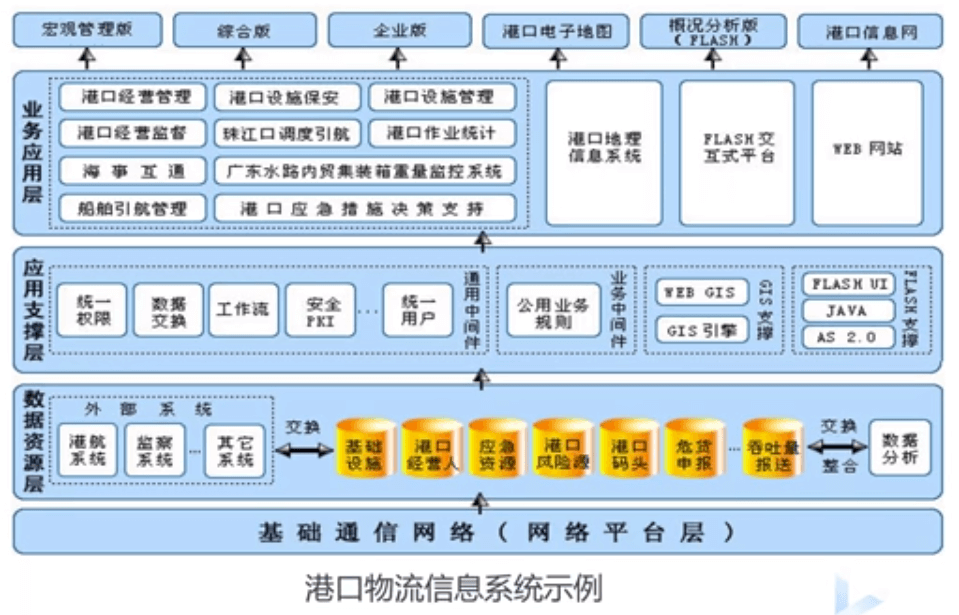 宏观管理版
综合版
企业版
港口电子地图
概况分析版
(FLASH)
港口信息网
业务应用层
港口经营管理
港口设施保安
港口设施管理
港口经营监督
珠江口调度引航
港口作业统计
海事互通
广东水路内贸集装箱重量监控系统
船舶引航管理
港口应急措施决策支持
港口地理
信息系统
FLASH交
互式平台
WEB 网站
应用支撑层
统一
权限
数据
交换
工作流
安全
PKI
...
统一
用户
通用中间件
公用业务
规则
业务中间件
WEB GIS
GIS引擎
GIS支撑
FLASH UI
JAVA
AS 2.0
FLASH支撑
数据资源层
外部系统
港航
系统
监察
系统
...
其它
系统
交换
基础
设施
港口
经营人
应急
资源
港口
风险源
港口
码头
危货
申报
...
吞吐量
报送
交换
整合
数据
分析
基础通信网络(网络平台层)
港口物流信息系统示例